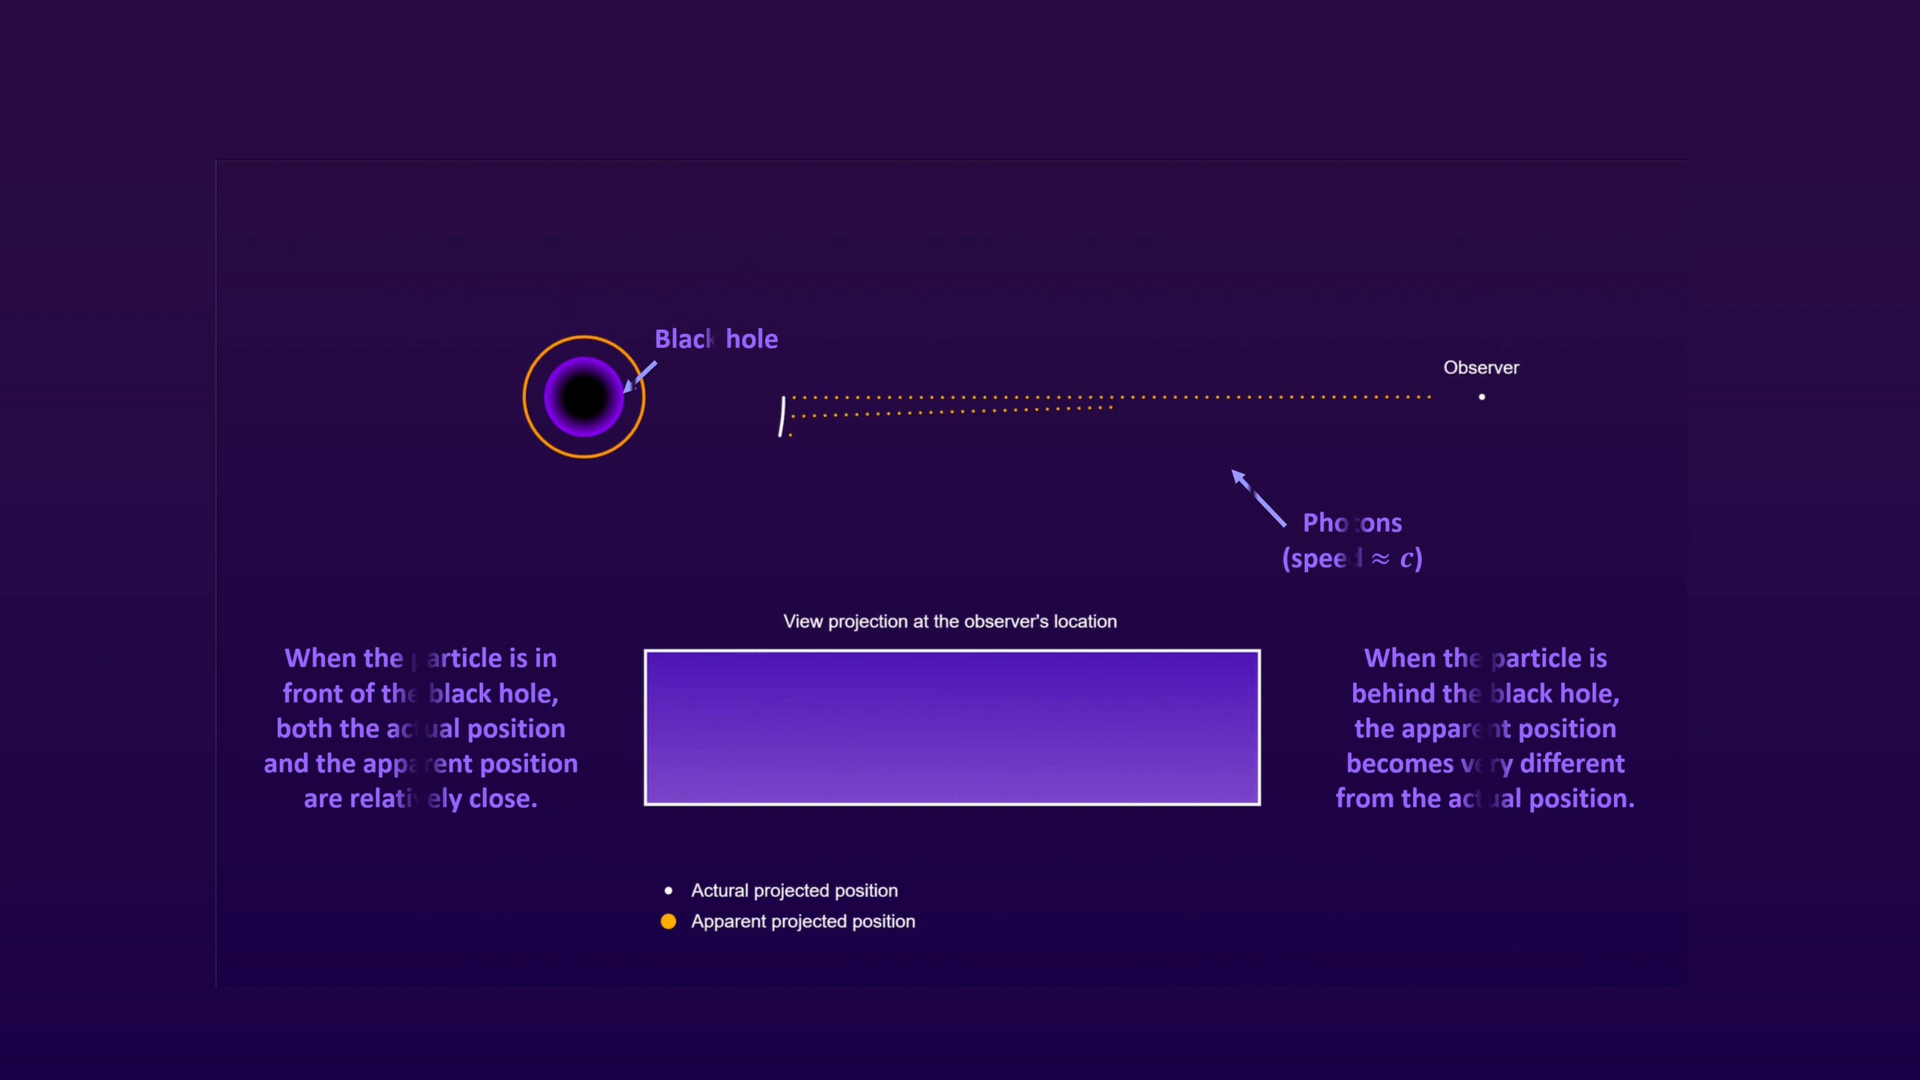 Black hole
Observer
Photons
(speed ≈ c)
View projection at the observer's location
When the particle is in
front of the black hole,
both the actual position
and the apparent position
are relatively close.
When the particle is
behind the black hole,
the apparent position
becomes very different
from the actual position.
Actural projected position
Apparent projected position